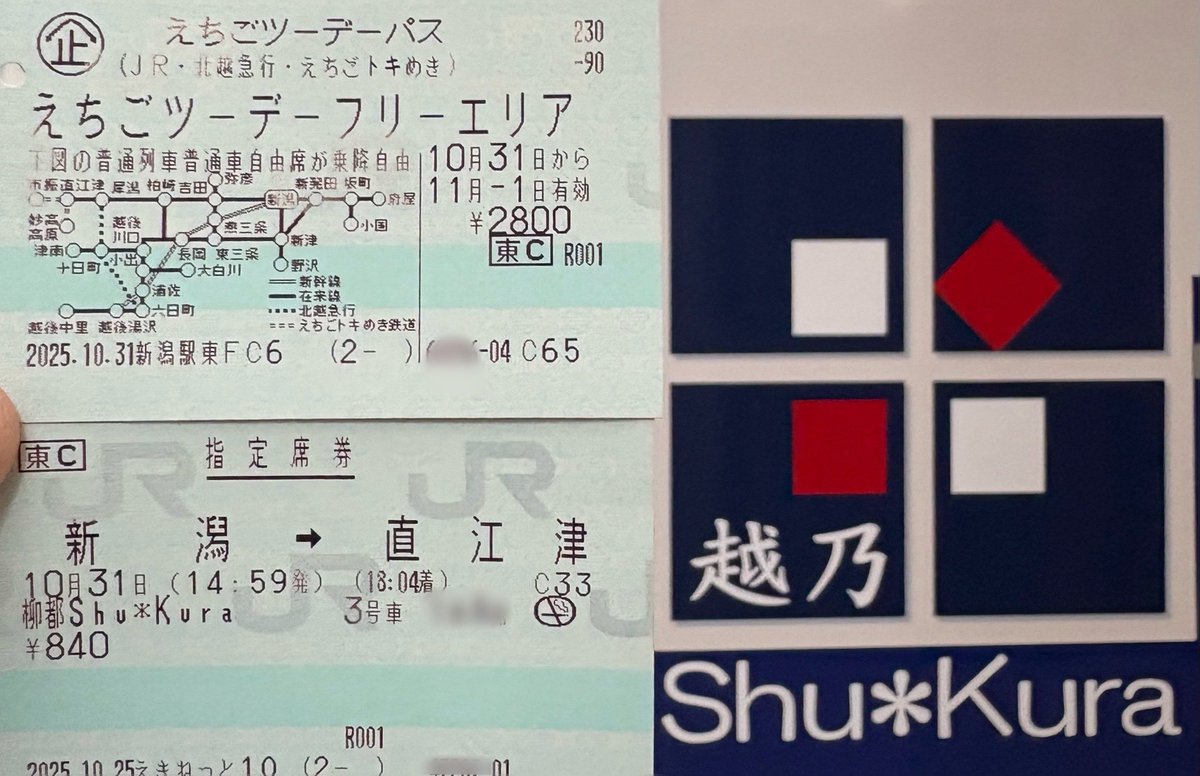 企
えちごツーデーパス
230
(JR・北越急行・えちごトキめき)
-90
えちごツーデーフリーエリア
下図の普通列車普通車自由席が乗降自由
10月31日から
11月-1日有効
¥2800
東C R001
弥彦
市振 直江津 犀潟 柏崎 吉田 新潟 新発田 坂町 府屋
妙高高原
越後川口
燕三条
小国
津南
長岡 東三条
新津
十日町
小出
大白川
野沢
浦佐
六日町
越後中里 越後湯沢
新幹線
在来線
北越急行
えちごトキめき鉄道
2025.10.31新潟駅東FC6 (2- ) -04 C65
東C
指定席券
新潟 → 直江津
10月31日 (14:59発) (18:04着) C33
柳都Shu*Kura 3号車
¥840
R001
2025.10.25えきねっと10 (2- ) 01
JR
JR
JR
越乃
Shu*Kura